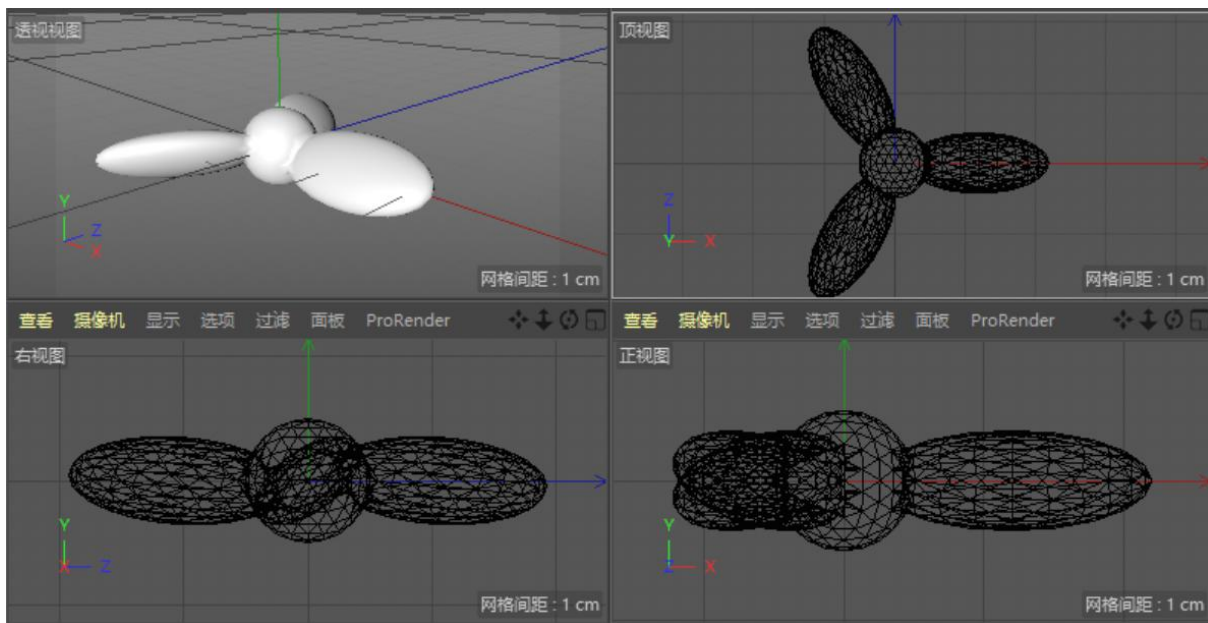 透视视图
Y
Z
X
网格间距 : 1 cm
顶视图
Z
Y X
网格间距 : 1 cm
查看 摄像机 显示 选项 过滤 面板 ProRender
右视图
Y
X Z
网格间距 : 1 cm
查看 摄像机 显示 选项 过滤 面板 ProRender
正视图
Y
Z X
网格间距 : 1 cm